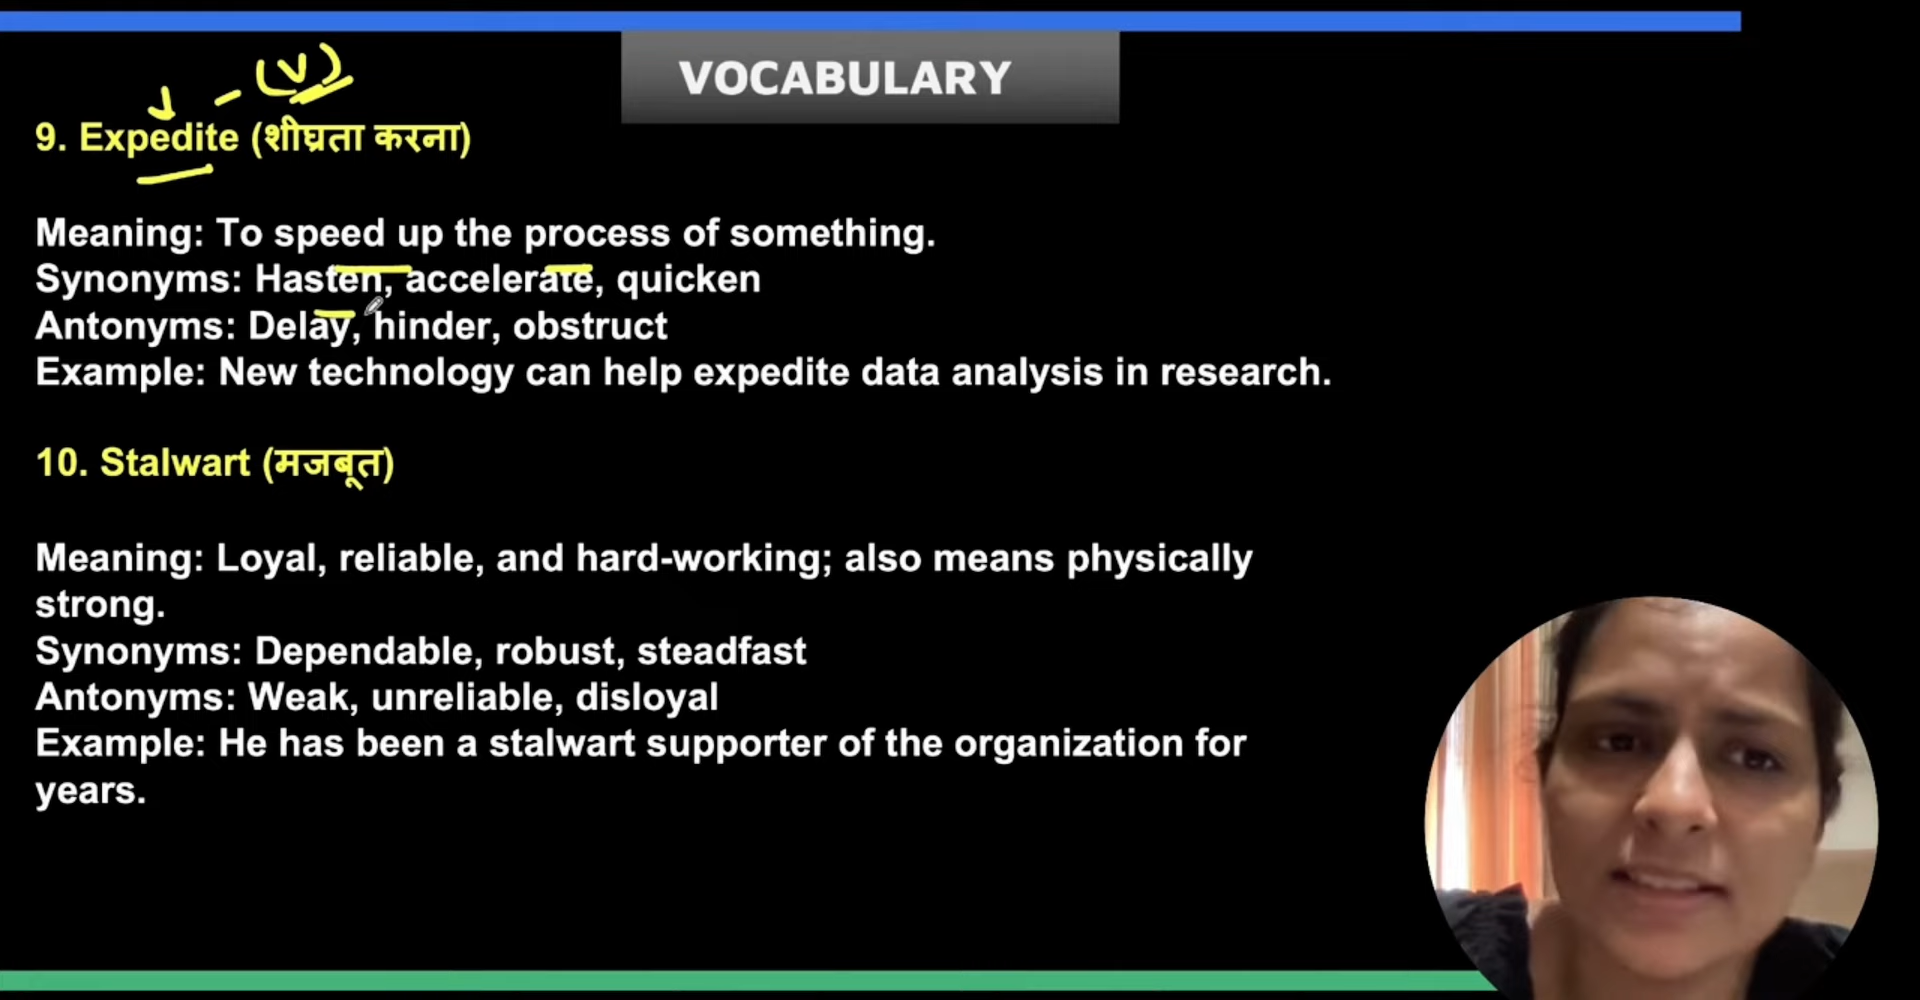 VOCABULARY
(v)
9. Expedite (शीघ्रता करना)
Meaning: To speed up the process of something.
Synonyms: Hasten, accelerate, quicken
Antonyms: Delay, hinder, obstruct
Example: New technology can help expedite data analysis in research.
10. Stalwart (मजबूत)
Meaning: Loyal, reliable, and hard-working; also means physically
strong.
Synonyms: Dependable, robust, steadfast
Antonyms: Weak, unreliable, disloyal
Example: He has been a stalwart supporter of the organization for
years.